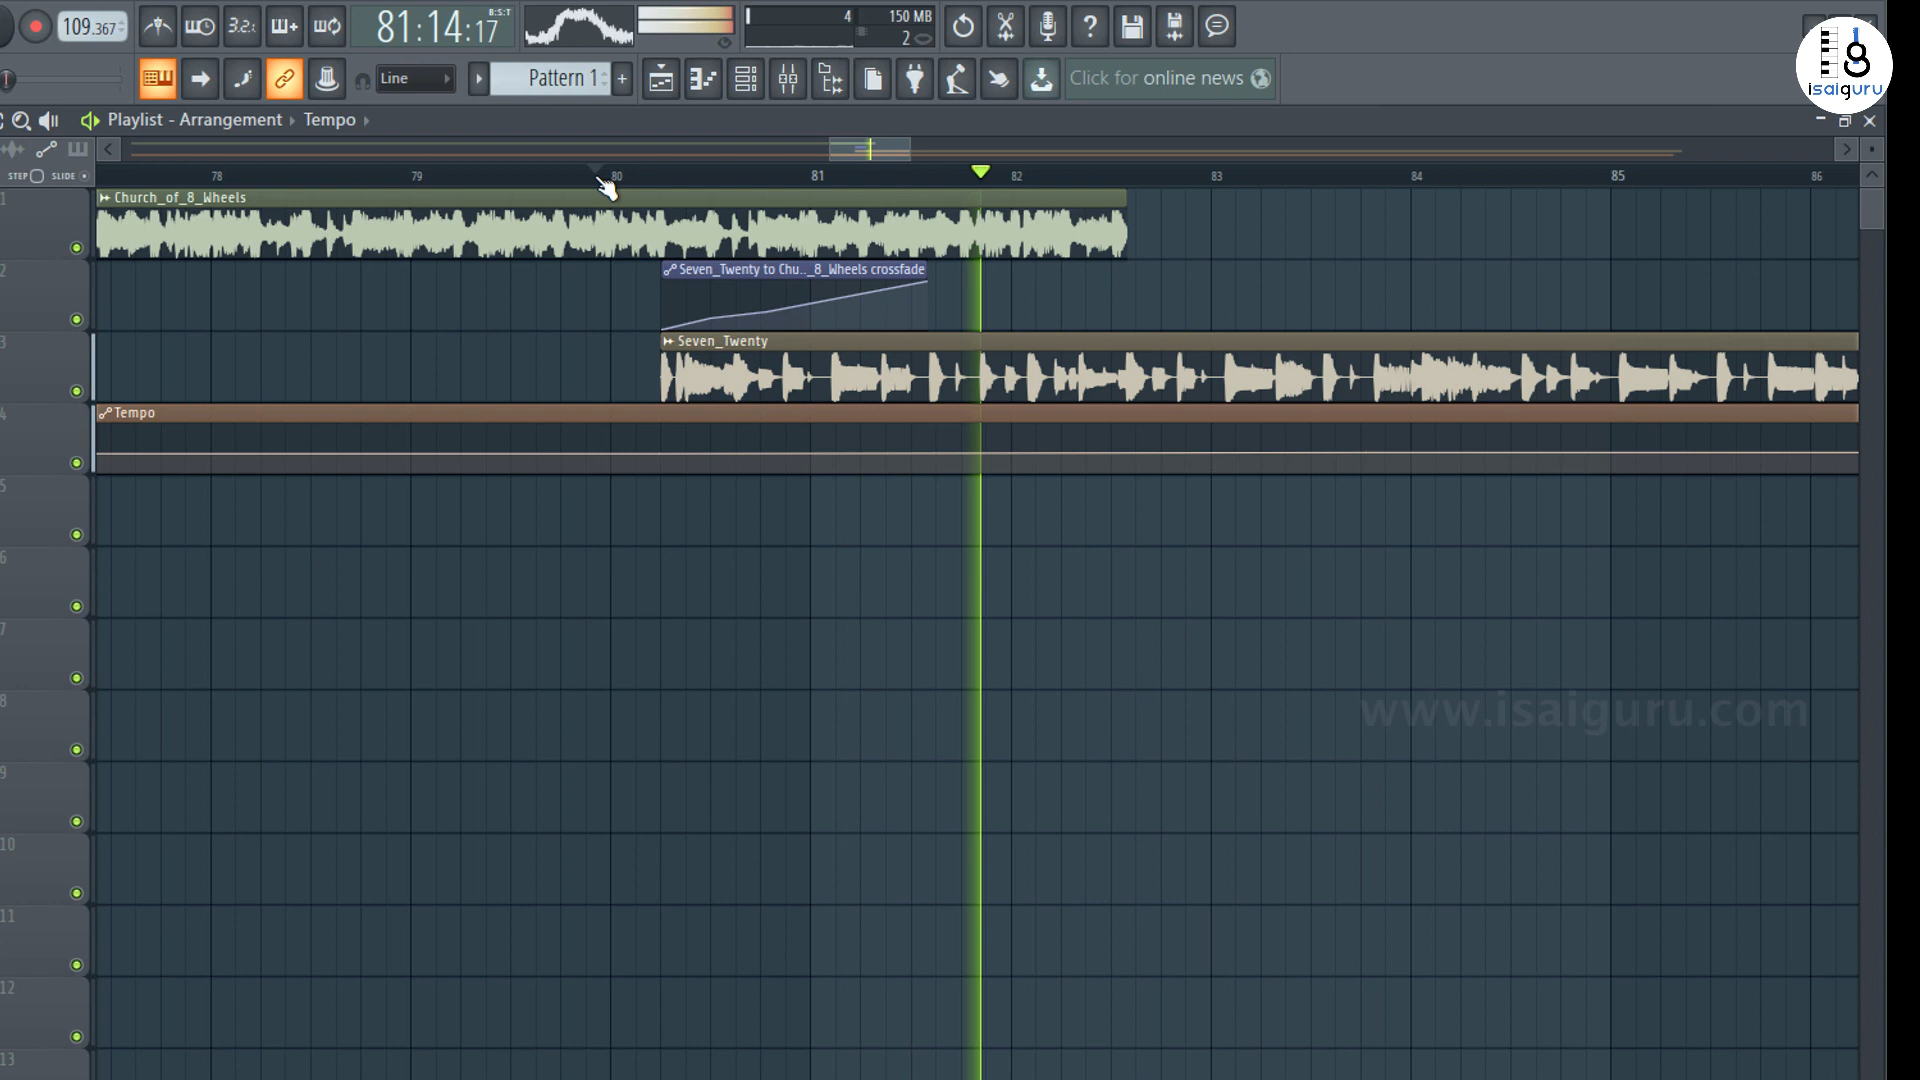 109.367
3.2.:
81:14:17
B:S:T
4
150 MB
2
Line
Pattern 1
+
Click for online news
isaiguru
Playlist - Arrangement
Tempo
STEP
SLIDE
78
79
80
81
82
83
84
85
86
1
Church_of_8_Wheels
2
Seven_Twenty to Chu.._8_Wheels crossfade
3
Seven_Twenty
4
Tempo
5
6
7
8
www.isaiguru.com
9
10
11
12
13